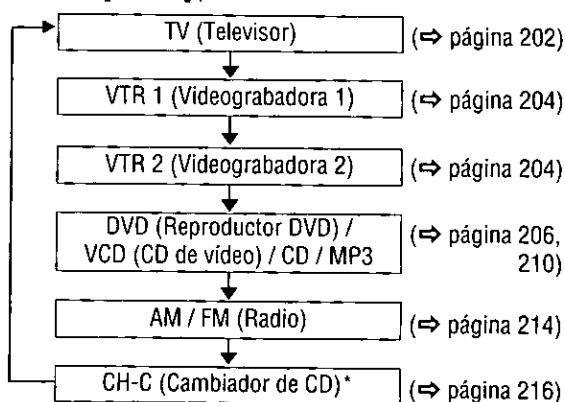 TV (Televisor) (⇨ página 202)
VTR 1 (Videograbadora 1) (⇨ página 204)
VTR 2 (Videograbadora 2) (⇨ página 204)
DVD (Reproductor DVD) / (⇨ página 206,
VCD (CD de vídeo) / CD / MP3 210)
AM / FM (Radio) (⇨ página 214)
CH-C (Cambiador de CD)* (⇨ página 216)